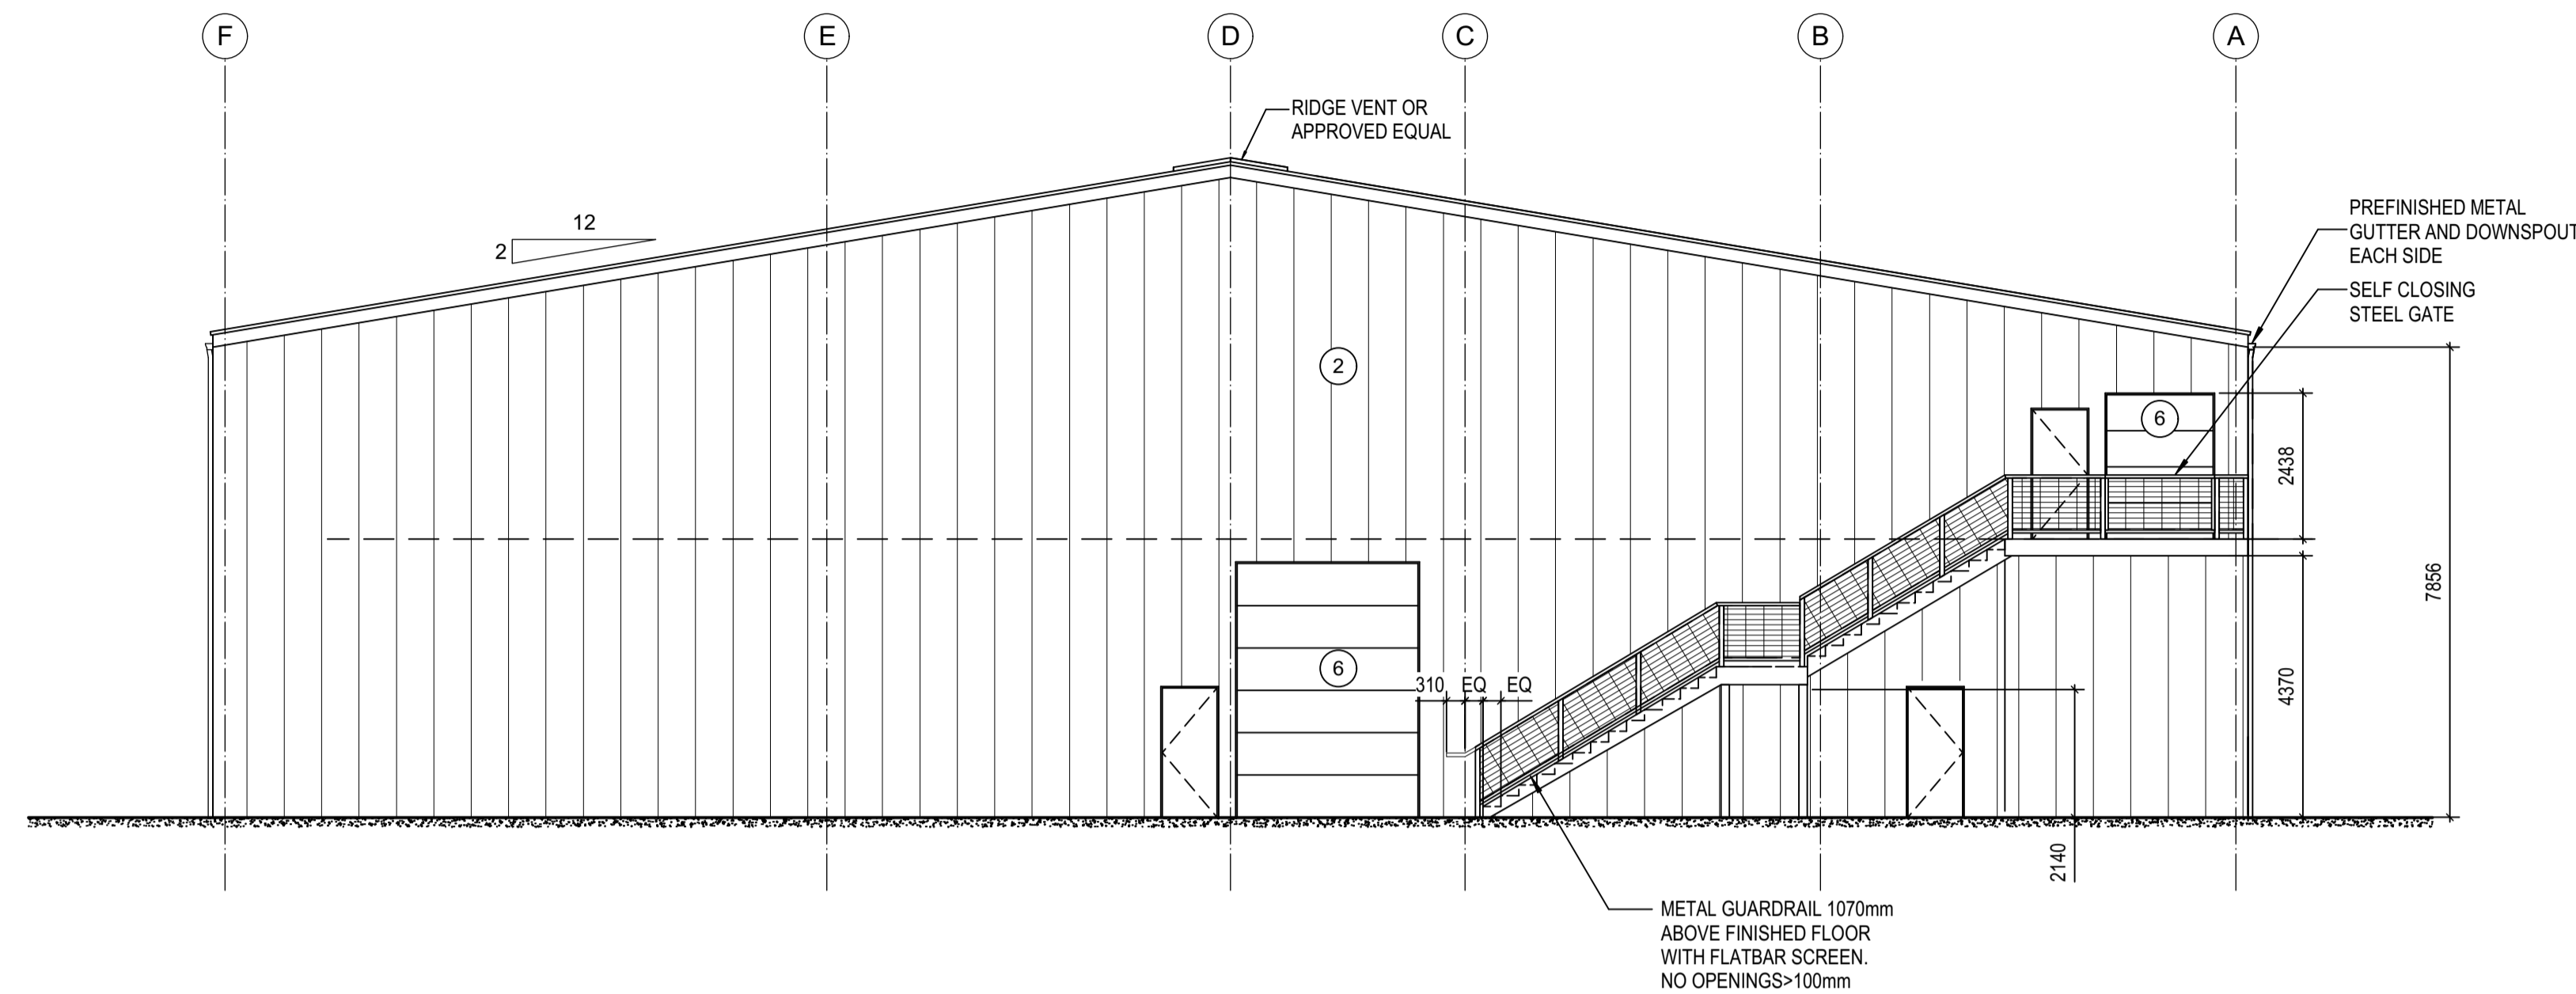 F
E
D
C
B
A
RIDGE VENT OR
APPROVED EQUAL
12
2
PREFINISHED METAL
GUTTER AND DOWNSPOUT
EACH SIDE
SELF CLOSING
STEEL GATE
2
6
2438
7856
6
310
EQ
EQ
4370
2140
METAL GUARDRAIL 1070mm
ABOVE FINISHED FLOOR
WITH FLATBAR SCREEN.
NO OPENINGS>100mm